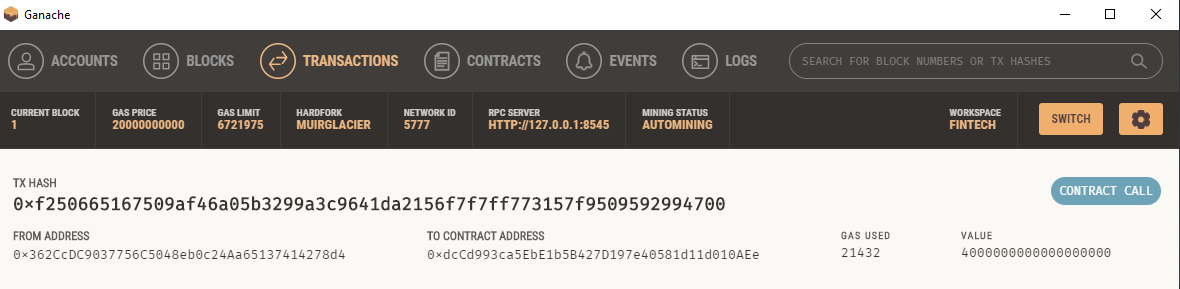 Ganache
ACCOUNTS BLOCKS TRANSACTIONS CONTRACTS EVENTS LOGS SEARCH FOR BLOCK NUMBERS OR TX HASHES
CURRENT BLOCK GAS PRICE GAS LIMIT HARDFORK NETWORK ID RPC SERVER MINING STATUS WORKSPACE
1 20000000000 6721975 MUIRGLACIER 5777 HTTP://127.0.0.1:8545 AUTOMINING FINTECH SWITCH
TX HASH
0×f250665167509af46a05b3299a3c9641da2156f7f7ff773157f9509592994700 CONTRACT CALL
FROM ADDRESS TO CONTRACT ADDRESS GAS USED VALUE
0×362CcDC9037756C5048eb0c24Aa65137414278d4 0×dcCd993ca5EbE1b5B427D197e40581d11d010AEe 21432 4000000000000000000